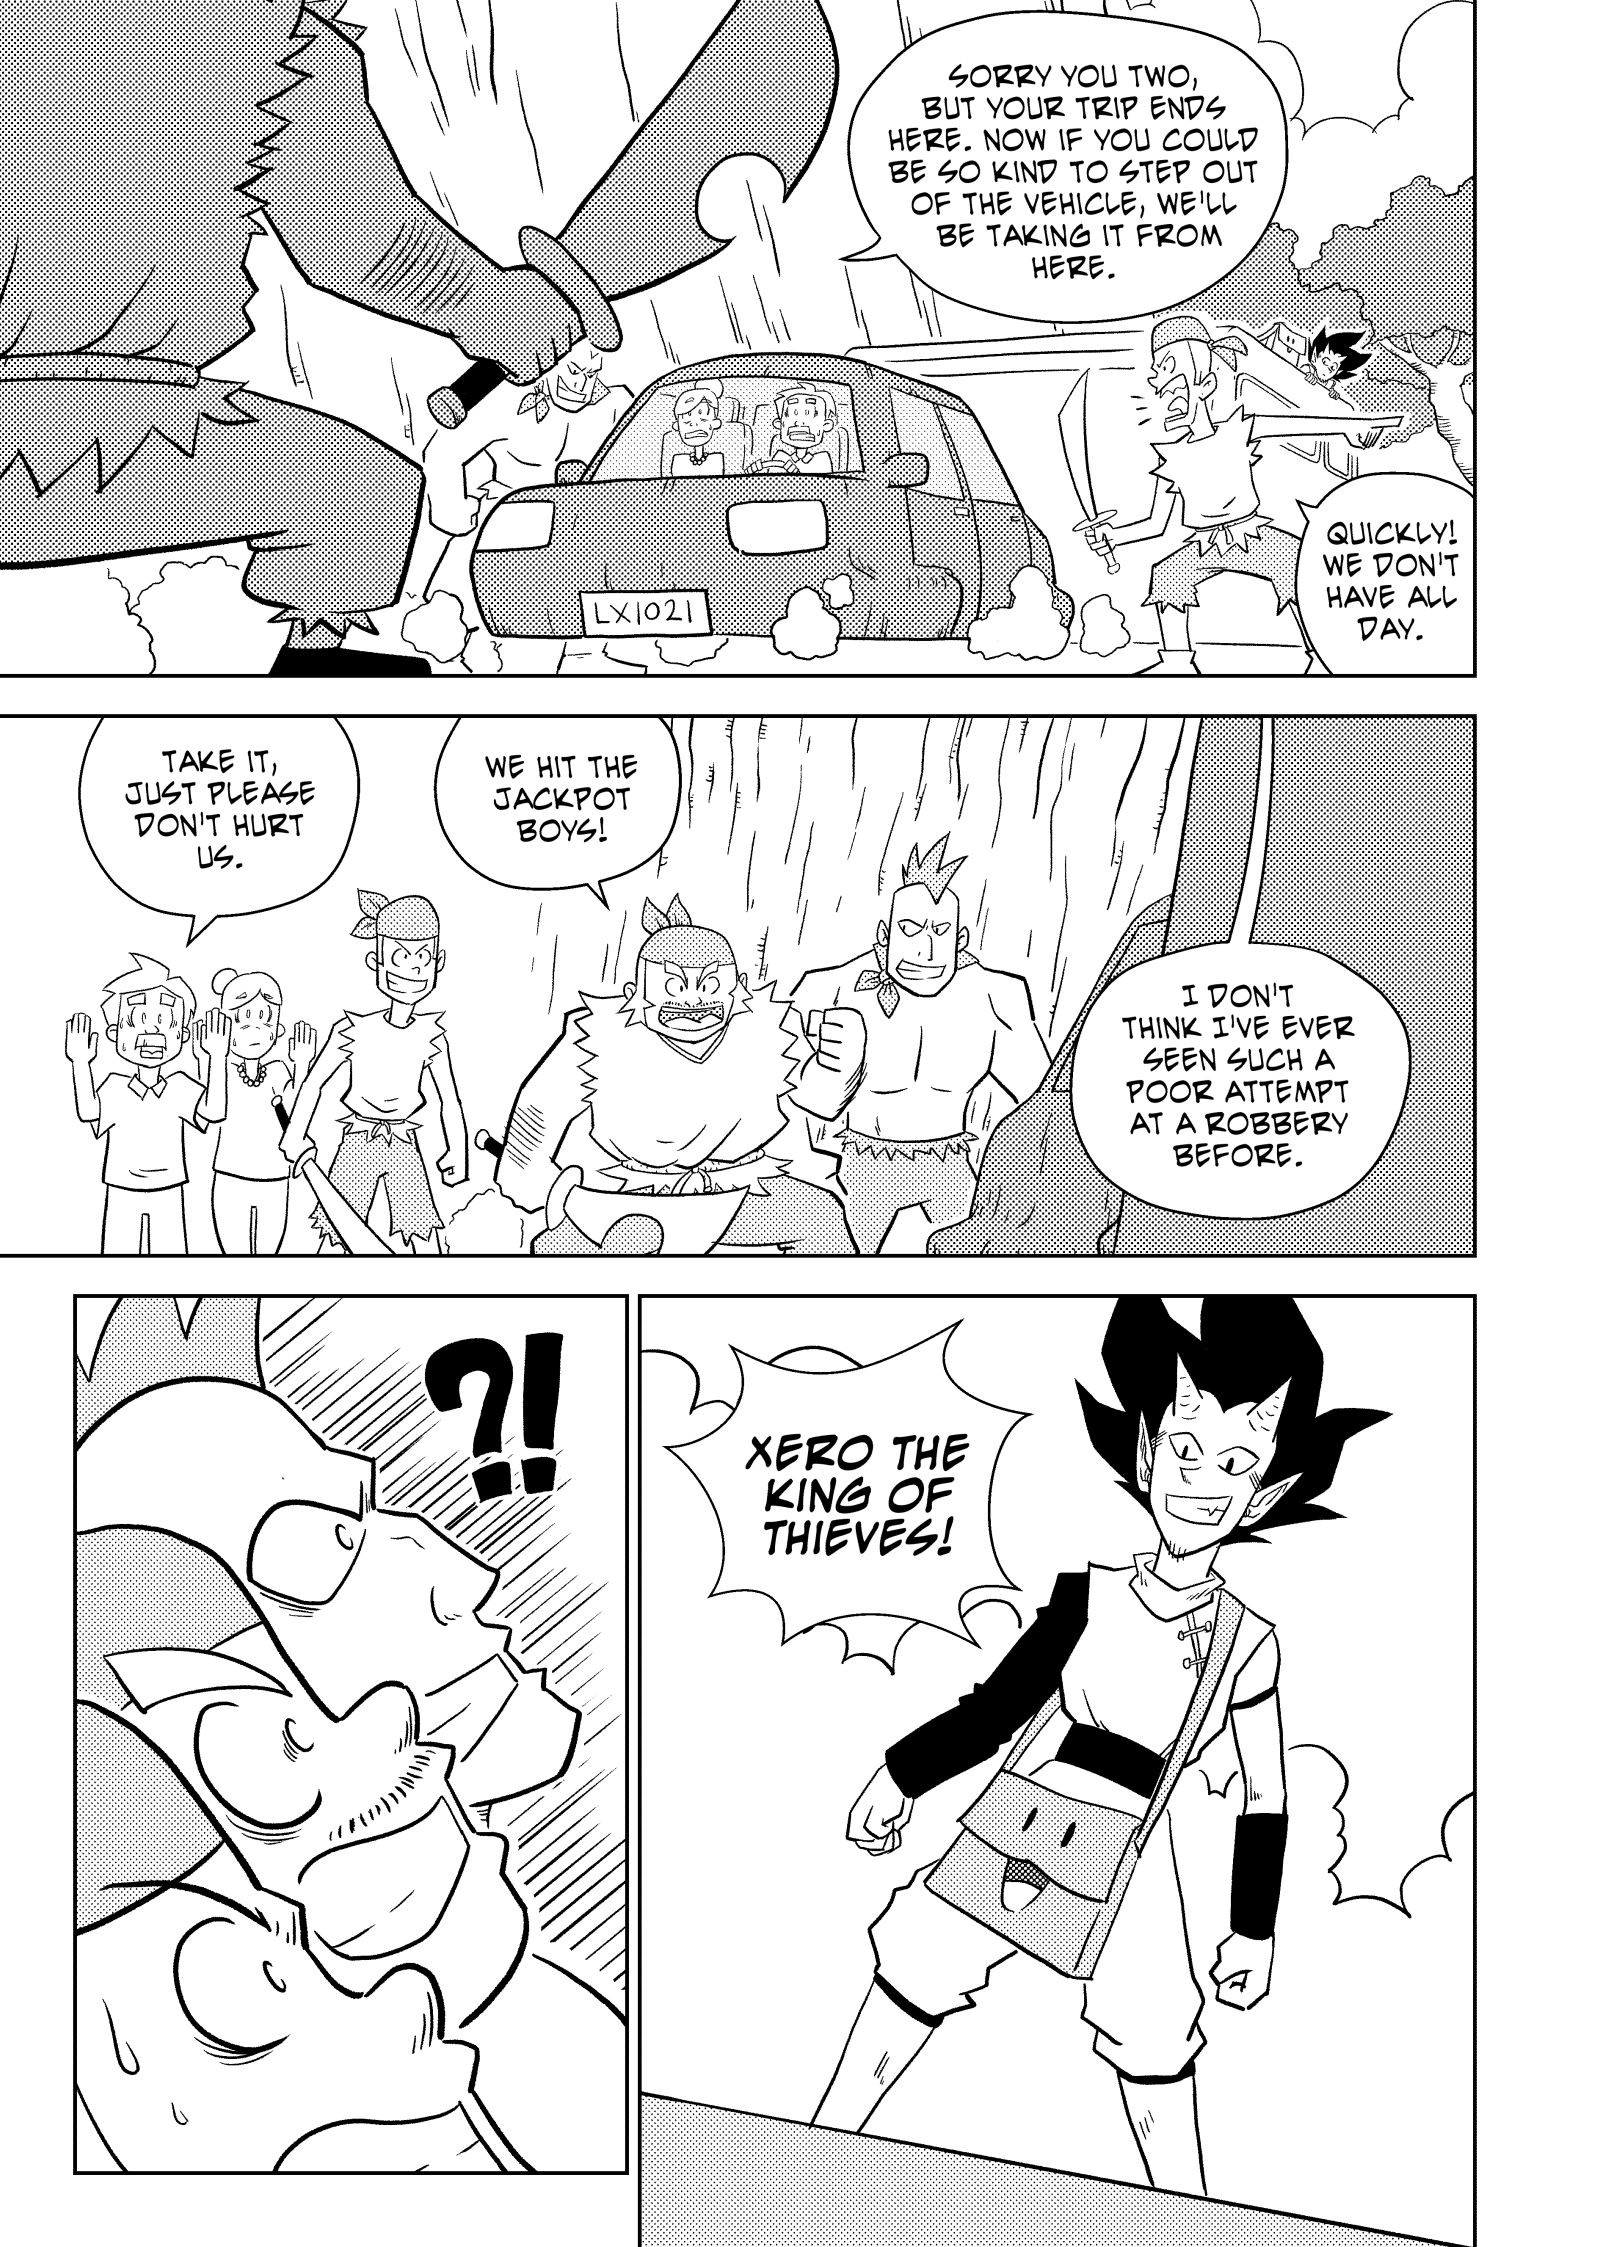 SORRY YOU TWO,
BUT YOUR TRIP ENDS
HERE. NOW IF YOU COULD
BE SO KIND TO STEP OUT
OF THE VEHICLE, WE'LL
BE TAKING IT FROM
HERE.
QUICKLY!
WE DON'T
HAVE ALL
DAY.
LX1021
TAKE IT,
JUST PLEASE
DON'T HURT
US.
WE HIT THE
JACKPOT
BOYS!
I DON'T
THINK I'VE EVER
SEEN SUCH A
POOR ATTEMPT
AT A ROBBERY
BEFORE.
?!
XERO THE
KING OF
THIEVES!